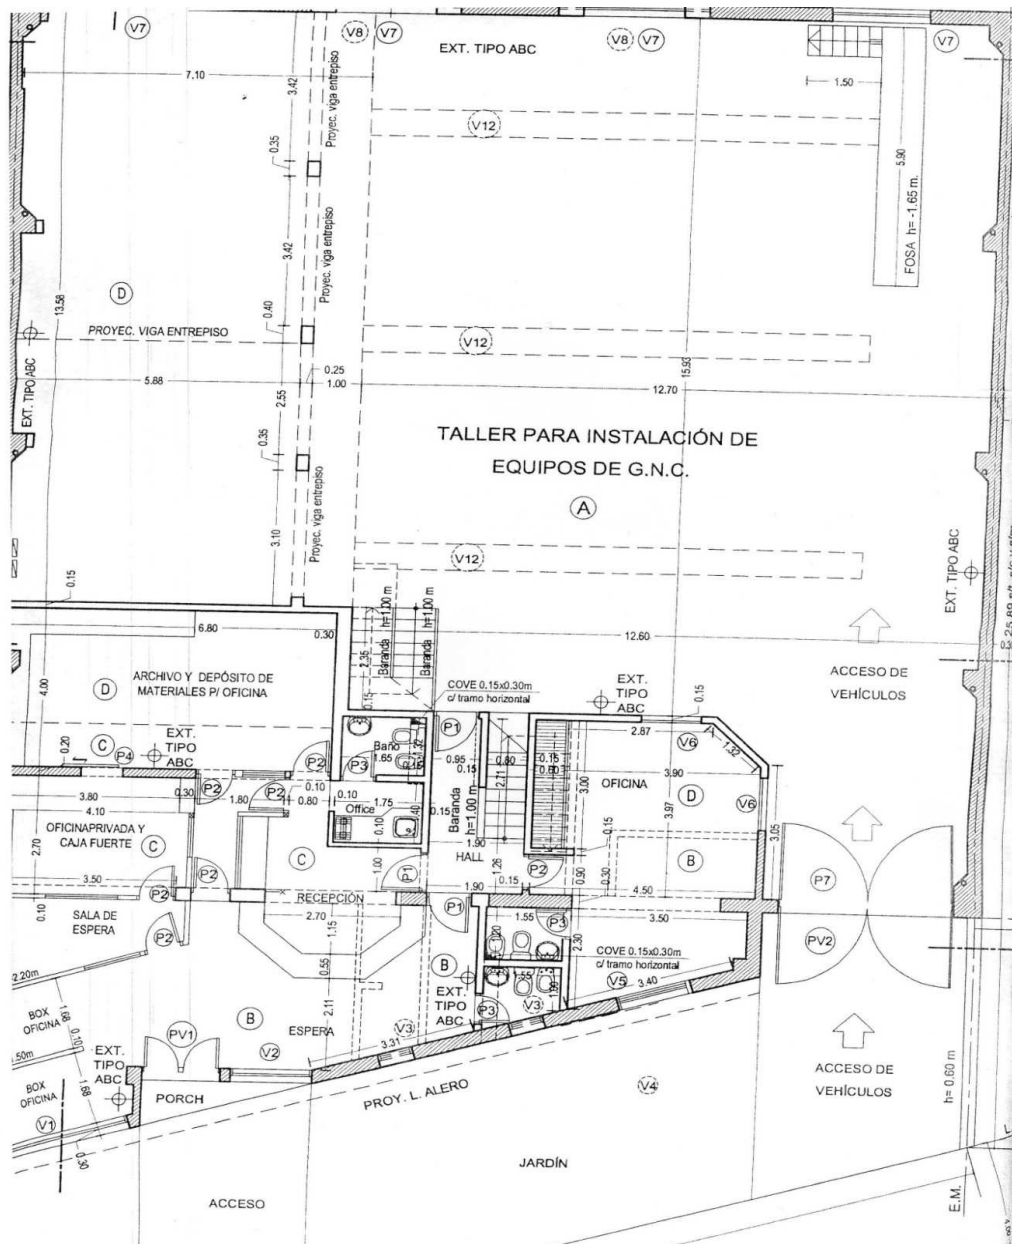 V7
V8
V7
EXT. TIPO ABC
V8
V7
V7
7.10
3.42
Proyec. viga entrepiso
1.50
V12
0.35
5.90
FOSA h= -1.65 m.
3.42
Proyec. viga entrepiso
D
13.58
0.40
PROYEC. VIGA ENTREPISO
V12
EXT. TIPO ABC
15.93
0.25
5.88
1.00
12.70
2.55
0.35
TALLER PARA INSTALACIÓN DE
EQUIPOS DE G.N.C.
A
Proyec. viga entrepiso
3.10
V12
EXT. TIPO ABC
0.15
Baranda h=1.00 m
Baranda h=1.00 m
6.80
0.30
2.35
12.60
ARCHIVO Y DEPÓSITO DE
MATERIALES P/ OFICINA
D
4.00
ACCESO DE
VEHÍCULOS
COVE 0.15x0.30m
c/ tramo horizontal
EXT.
TIPO
ABC
0.15
0.15
C
P4
0.20
EXT.
TIPO
ABC
P2
P3
Baño
1.65
P1
0.95
0.15
0.80
2.71
0.15
0.60
2.87
V6
1.32
3.90
OFICINA
D
V6
3.00
3.97
3.05
3.80
0.30
4.10
P2
1.80
P2
0.10
0.80
0.10
1.75
Office
0.10
0.15
Baranda
h=1.00 m
0.15
OFICINAPRIVADA Y
CAJA FUERTE
C
2.70
1.90
HALL
1.26
B
P7
C
1.00
P1
P2
3.50
P2
P2
0.90
0.30
4.50
RECEPCIÓN
2.70
1.90
0.15
P1
0.10
SALA DE
ESPERA
P2
1.15
1.55
P3
3.50
PV2
2.30
0.55
COVE 0.15x0.30m
c/ tramo horizontal
2.20m
B
EXT.
TIPO
ABC
1.55
V5
3.40
P3
V3
BOX
OFICINA
1.68
0.10
2.11
B
ESPERA
V3
PV1
V2
3.31
EXT.
TIPO
ABC
BOX
OFICINA
1.68
V1
0.30
PORCH
PROY. L. ALERO
V4
ACCESO DE
VEHÍCULOS
h= 0.60 m
JARDÍN
ACCESO
E.M.